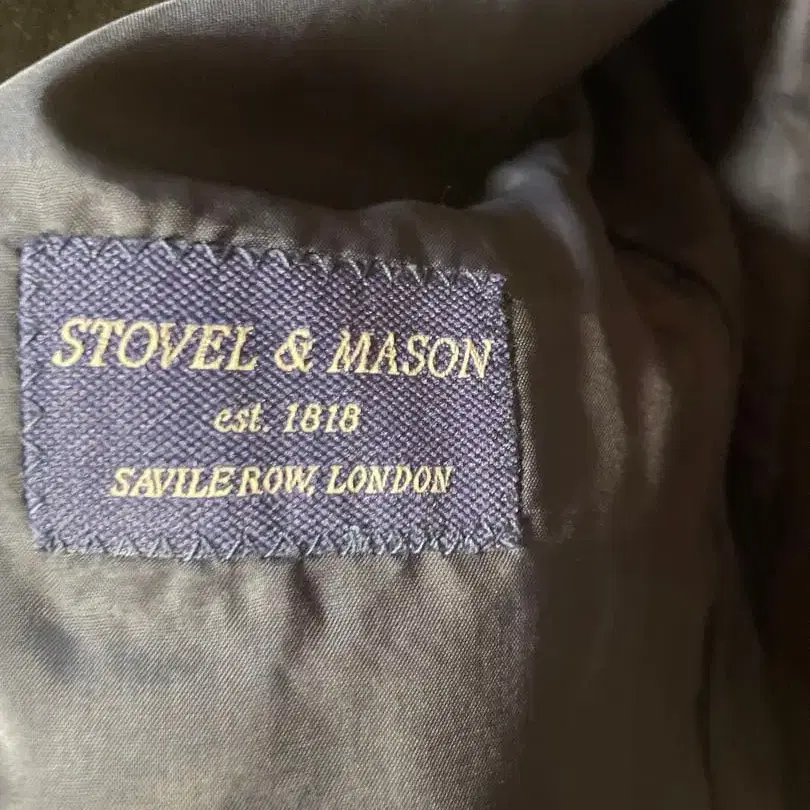 STOVEL & MASON
est. 1818
SAVILE ROW, LONDON